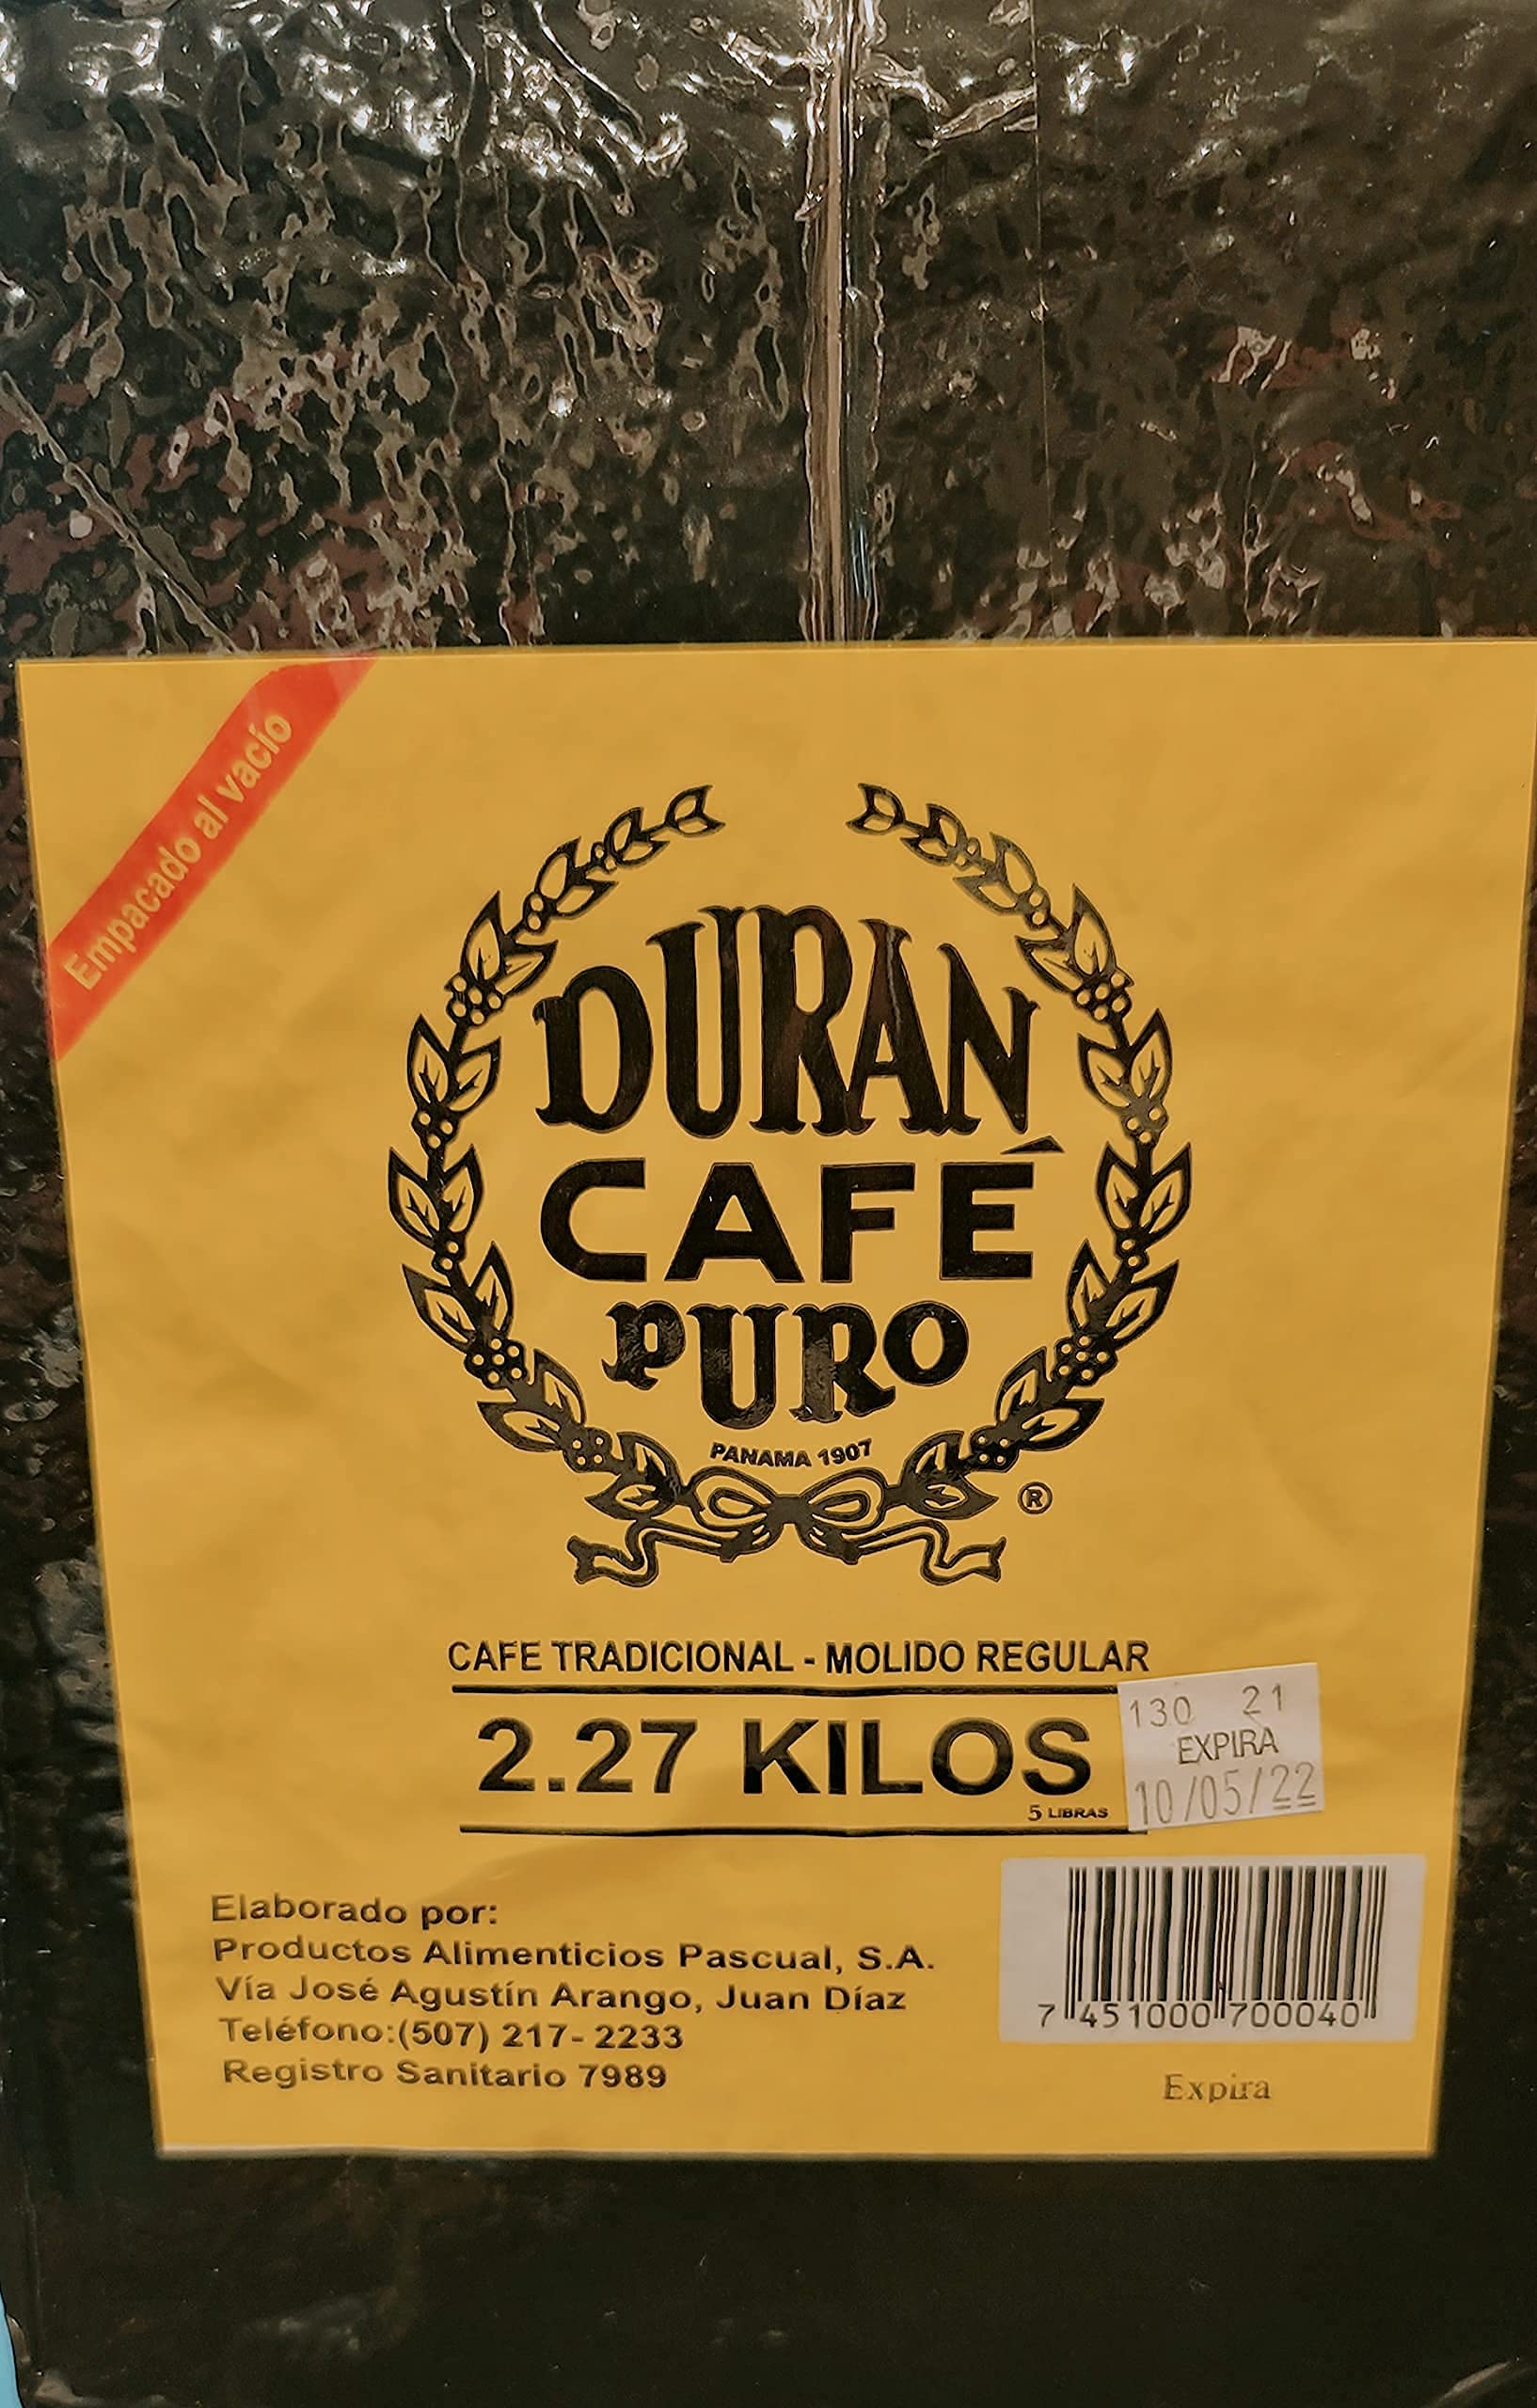 Empacado al vacío
DURAN
CAFÉ
PURO
PANAMA 1907
®
CAFE TRADICIONAL - MOLIDO REGULAR
2.27 KILOS
5 LIBRAS
130 21
EXPIRA
10/05/22
Elaborado por:
Productos Alimenticios Pascual, S.A.
Vía José Agustín Arango, Juan Díaz
Teléfono:(507) 217- 2233
Registro Sanitario 7989
7 451000 700040
Expira